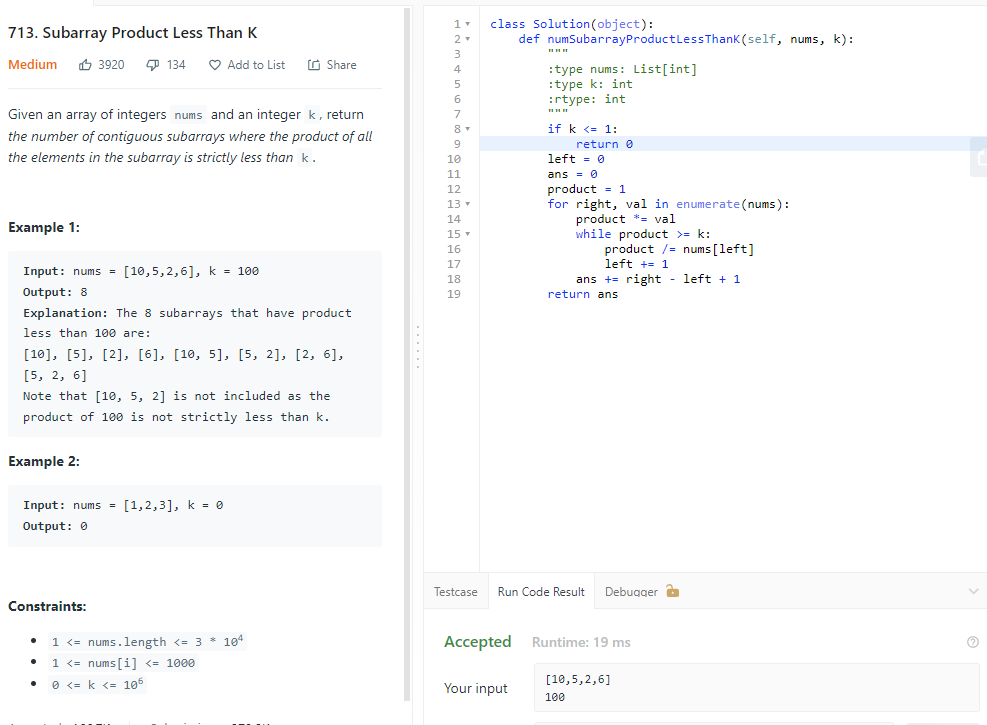 713. Subarray Product Less Than K
Medium 3920 134 Add to List Share
Given an array of integers nums and an integer k, return
the number of contiguous subarrays where the product of all
the elements in the subarray is strictly less than k.
Example 1:
Input: nums = [10,5,2,6], k = 100
Output: 8
Explanation: The 8 subarrays that have product
less than 100 are:
[10], [5], [2], [6], [10, 5], [5, 2], [2, 6],
[5, 2, 6]
Note that [10, 5, 2] is not included as the
product of 100 is not strictly less than k.
Example 2:
Input: nums = [1,2,3], k = 0
Output: 0
Constraints:
• 1 <= nums.length <= 3 * 10⁴
• 1 <= nums[i] <= 1000
• 0 <= k <= 10⁶
1 class Solution(object):
2     def numSubarrayProductLessThanK(self, nums, k):
3         """
4         :type nums: List[int]
5         :type k: int
6         :rtype: int
7         """
8         if k <= 1:
9             return 0
10         left = 0
11         ans = 0
12         product = 1
13         for right, val in enumerate(nums):
14             product *= val
15             while product >= k:
16                 product /= nums[left]
17                 left += 1
18             ans += right - left + 1
19         return ans
Testcase Run Code Result Debugger
Accepted Runtime: 19 ms
Your input
[10,5,2,6]
100